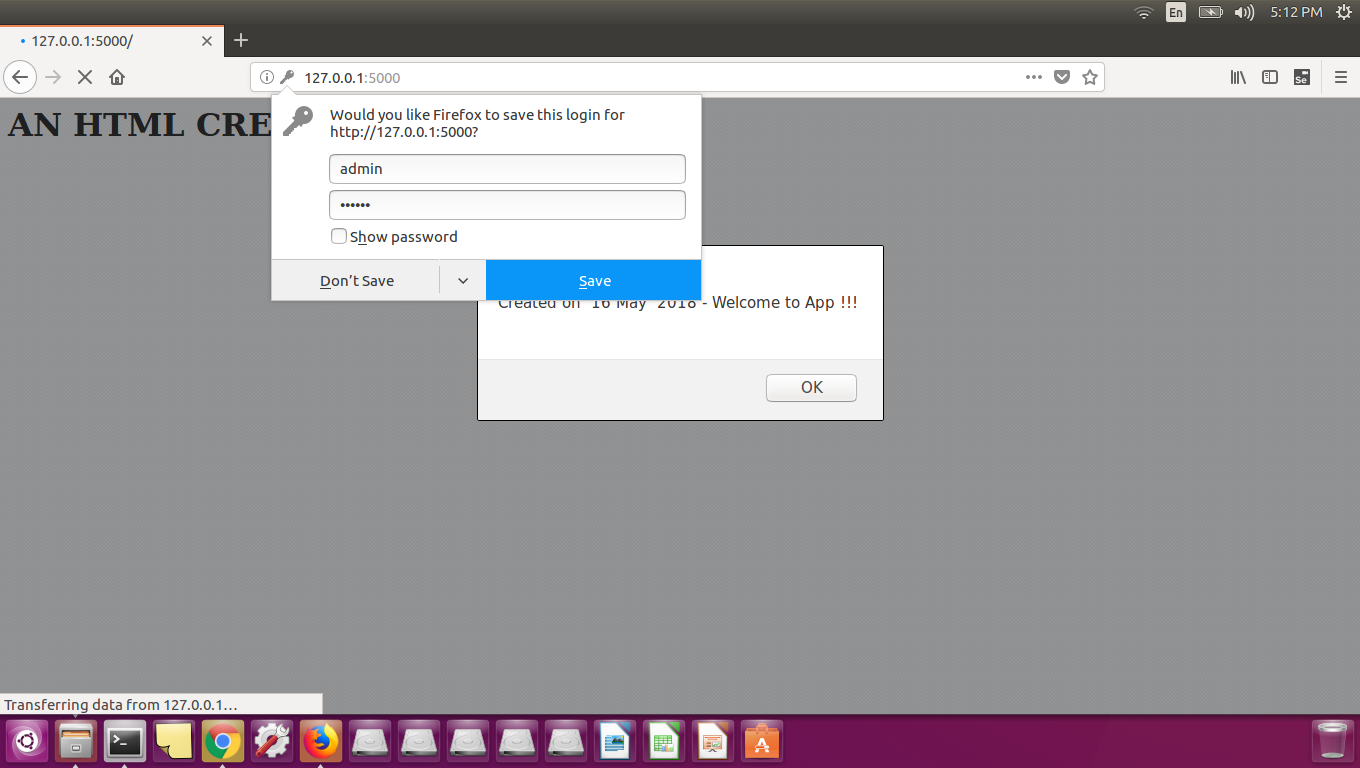 En
5:12 PM
127.0.0.1:5000/
127.0.0.1:5000
Se
AN HTML
Would you like Firefox to save this login for
http://127.0.0.1:5000?
admin
••••••
Show password
Don’t Save
Save
Created on 16 May 2018 - Welcome to App !!!
OK
Transferring data from 127.0.0.1…